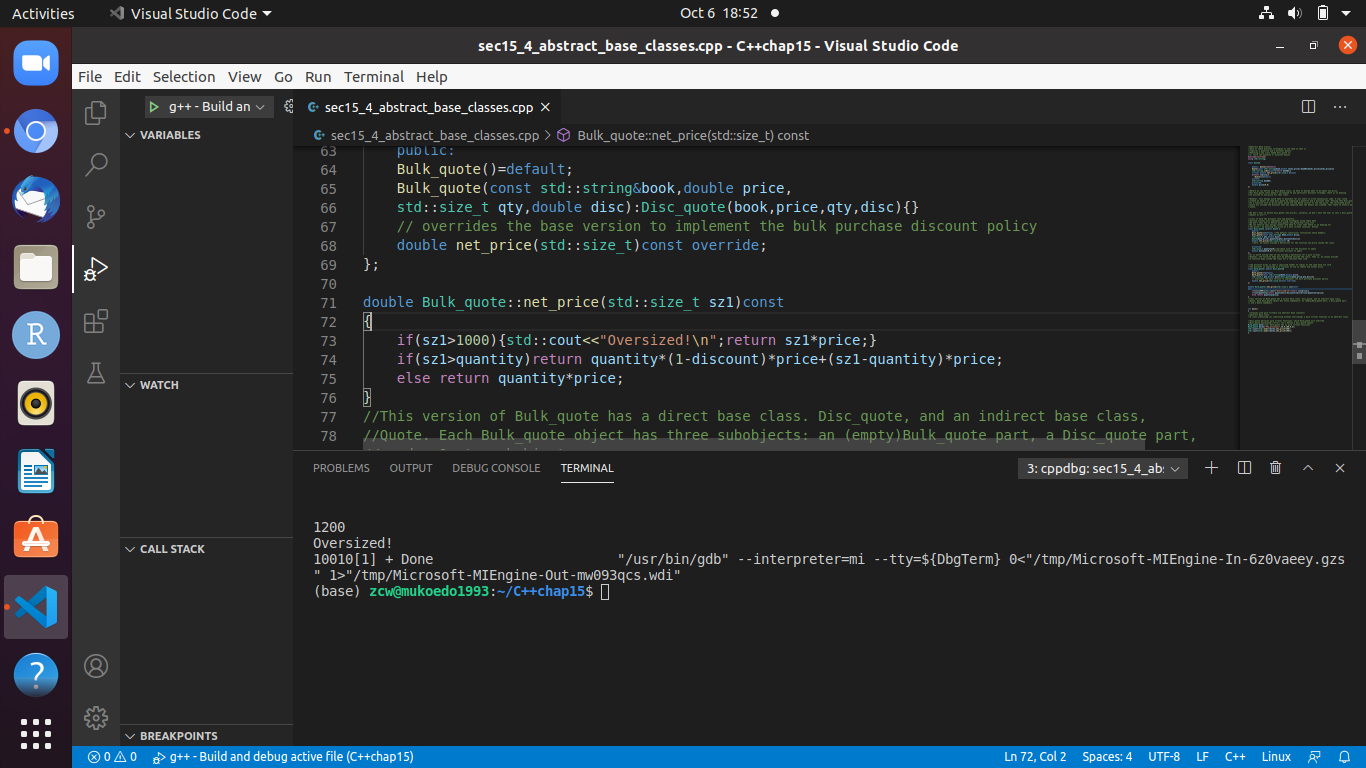 Activities
Visual Studio Code
Oct 6 18:52
sec15_4_abstract_base_classes.cpp - C++chap15 - Visual Studio Code
File Edit Selection View Go Run Terminal Help
g++ - Build an
sec15_4_abstract_base_classes.cpp
VARIABLES
sec15_4_abstract_base_classes.cpp > Bulk_quote::net_price(std::size_t) const
63 public:
64 Bulk_quote()=default;
65 Bulk_quote(const std::string&book,double price,
66 std::size_t qty,double disc):Disc_quote(book,price,qty,disc){}
67 // overrides the base version to implement the bulk purchase discount policy
68 double net_price(std::size_t)const override;
69 };
70
71 double Bulk_quote::net_price(std::size_t sz1)const
72 {
73 if(sz1>1000){std::cout<<"Oversized!\n";return sz1*price;}
74 if(sz1>quantity)return quantity*(1-discount)*price+(sz1-quantity)*price;
75 else return quantity*price;
76 }
77 //This version of Bulk_quote has a direct base class. Disc_quote, and an indirect base class,
78 //Quote. Each Bulk_quote object has three subobjects: an (empty)Bulk_quote part, a Disc_quote part,
WATCH
CALL STACK
BREAKPOINTS
PROBLEMS OUTPUT DEBUG CONSOLE TERMINAL
3: cppdbg: sec15_4_ab
1200
Oversized!
10010[1] + Done "/usr/bin/gdb" --interpreter=mi --tty=${DbgTerm} 0<"/tmp/Microsoft-MIEngine-In-6z0vaeey.gzs
" 1>"/tmp/Microsoft-MIEngine-Out-mw093qcs.wdi"
(base) zcw@mukoedo1993:~/C++chap15$
0 0 g++ - Build and debug active file (C++chap15)
Ln 72, Col 2 Spaces: 4 UTF-8 LF C++ Linux